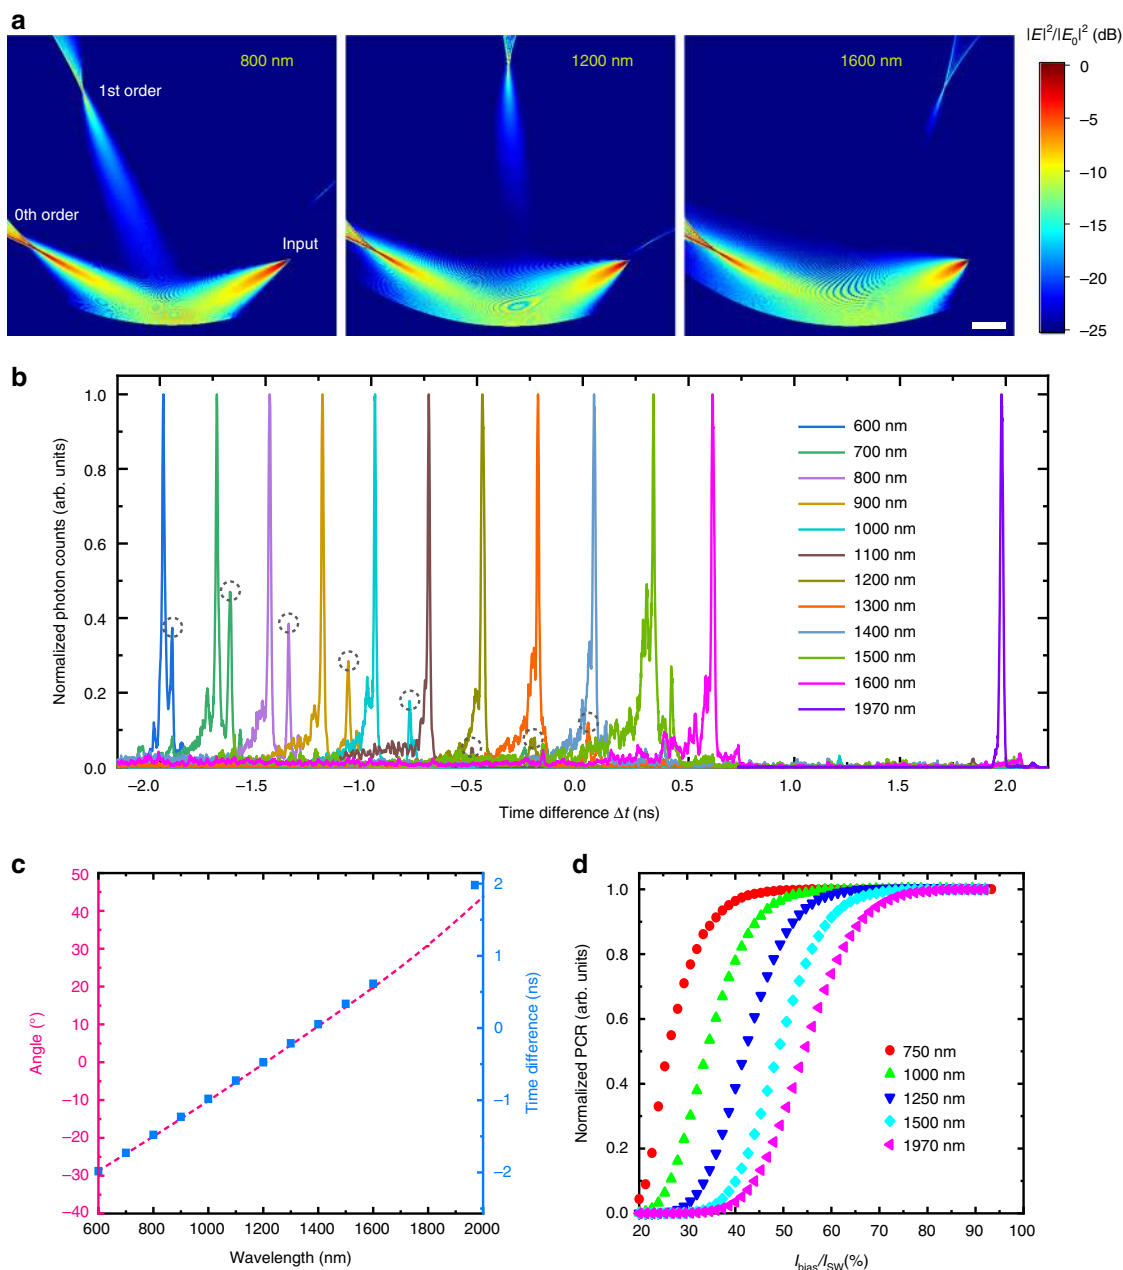 a
800 nm
1200 nm
1600 nm
|E|²/|E₀|² (dB)
1st order
0th order
Input
0
−5
−10
−15
−20
−25
b
Normalized photon counts (arb. units)
1.0
0.8
0.6
0.4
0.2
0.0
−2.0
−1.5
−1.0
−0.5
0.0
0.5
1.0
1.5
2.0
Time difference Δt (ns)
600 nm
700 nm
800 nm
900 nm
1000 nm
1100 nm
1200 nm
1300 nm
1400 nm
1500 nm
1600 nm
1970 nm
c
Angle (°)
50
40
30
20
10
0
−10
−20
−30
−40
600
800
1000
1200
1400
1600
1800
2000
Wavelength (nm)
2
1
0
−1
−2
Time difference (ns)
d
Normalized PCR (arb. units)
1.0
0.8
0.6
0.4
0.2
0.0
20
30
40
50
60
70
80
90
100
I_bias/I_SW(%)
750 nm
1000 nm
1250 nm
1500 nm
1970 nm